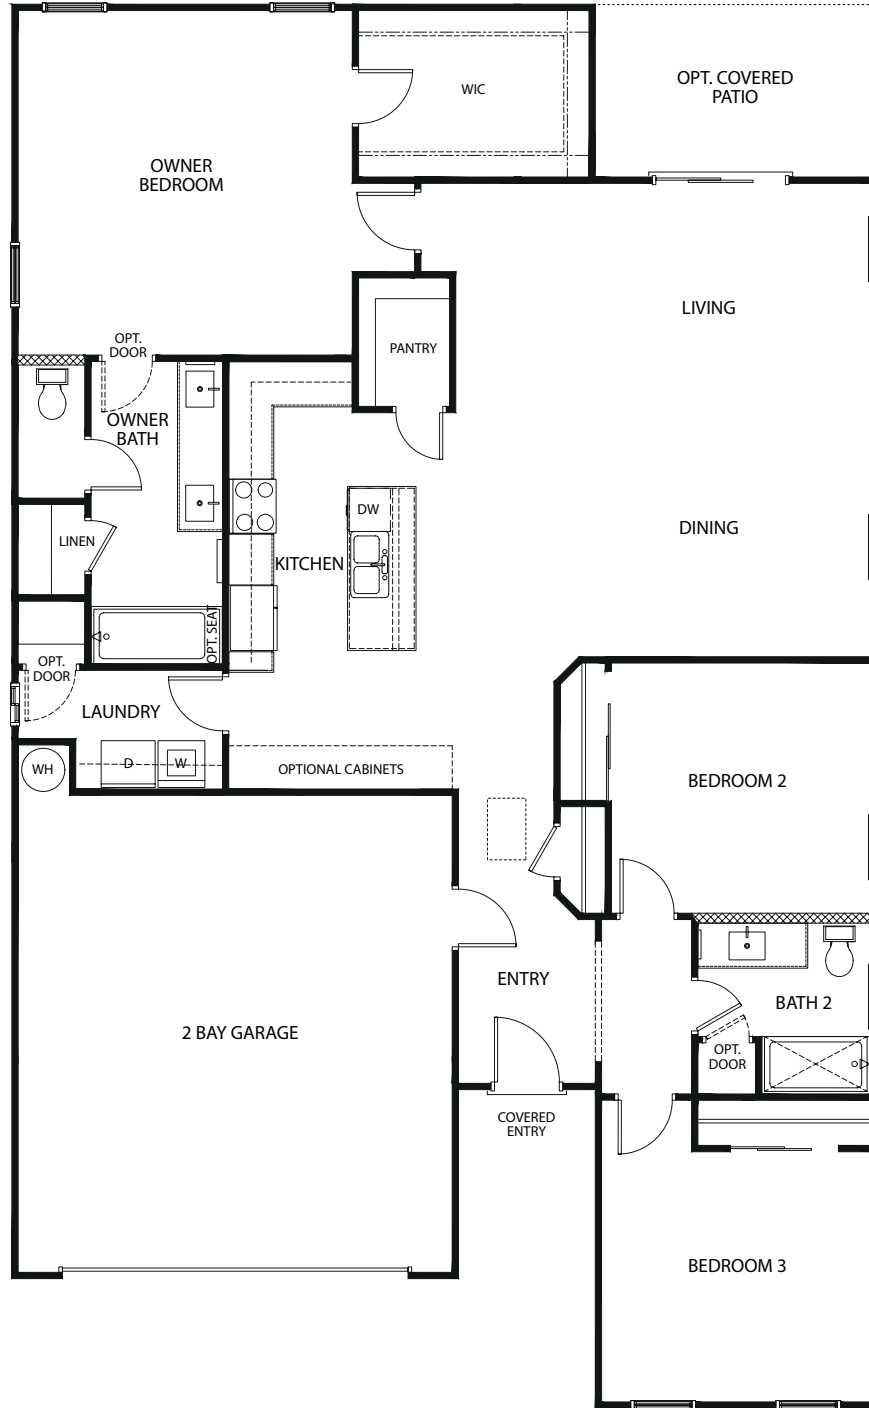 WIC
OPT. COVERED
PATIO
OWNER
BEDROOM
LIVING
OPT.
DOOR
PANTRY
OWNER
BATH
DW
DINING
LINEN
KITCHEN
OPT. SEAT
OPT.
DOOR
LAUNDRY
WH
D
W
OPTIONAL CABINETS
BEDROOM 2
ENTRY
BATH 2
2 BAY GARAGE
OPT.
DOOR
COVERED
ENTRY
BEDROOM 3